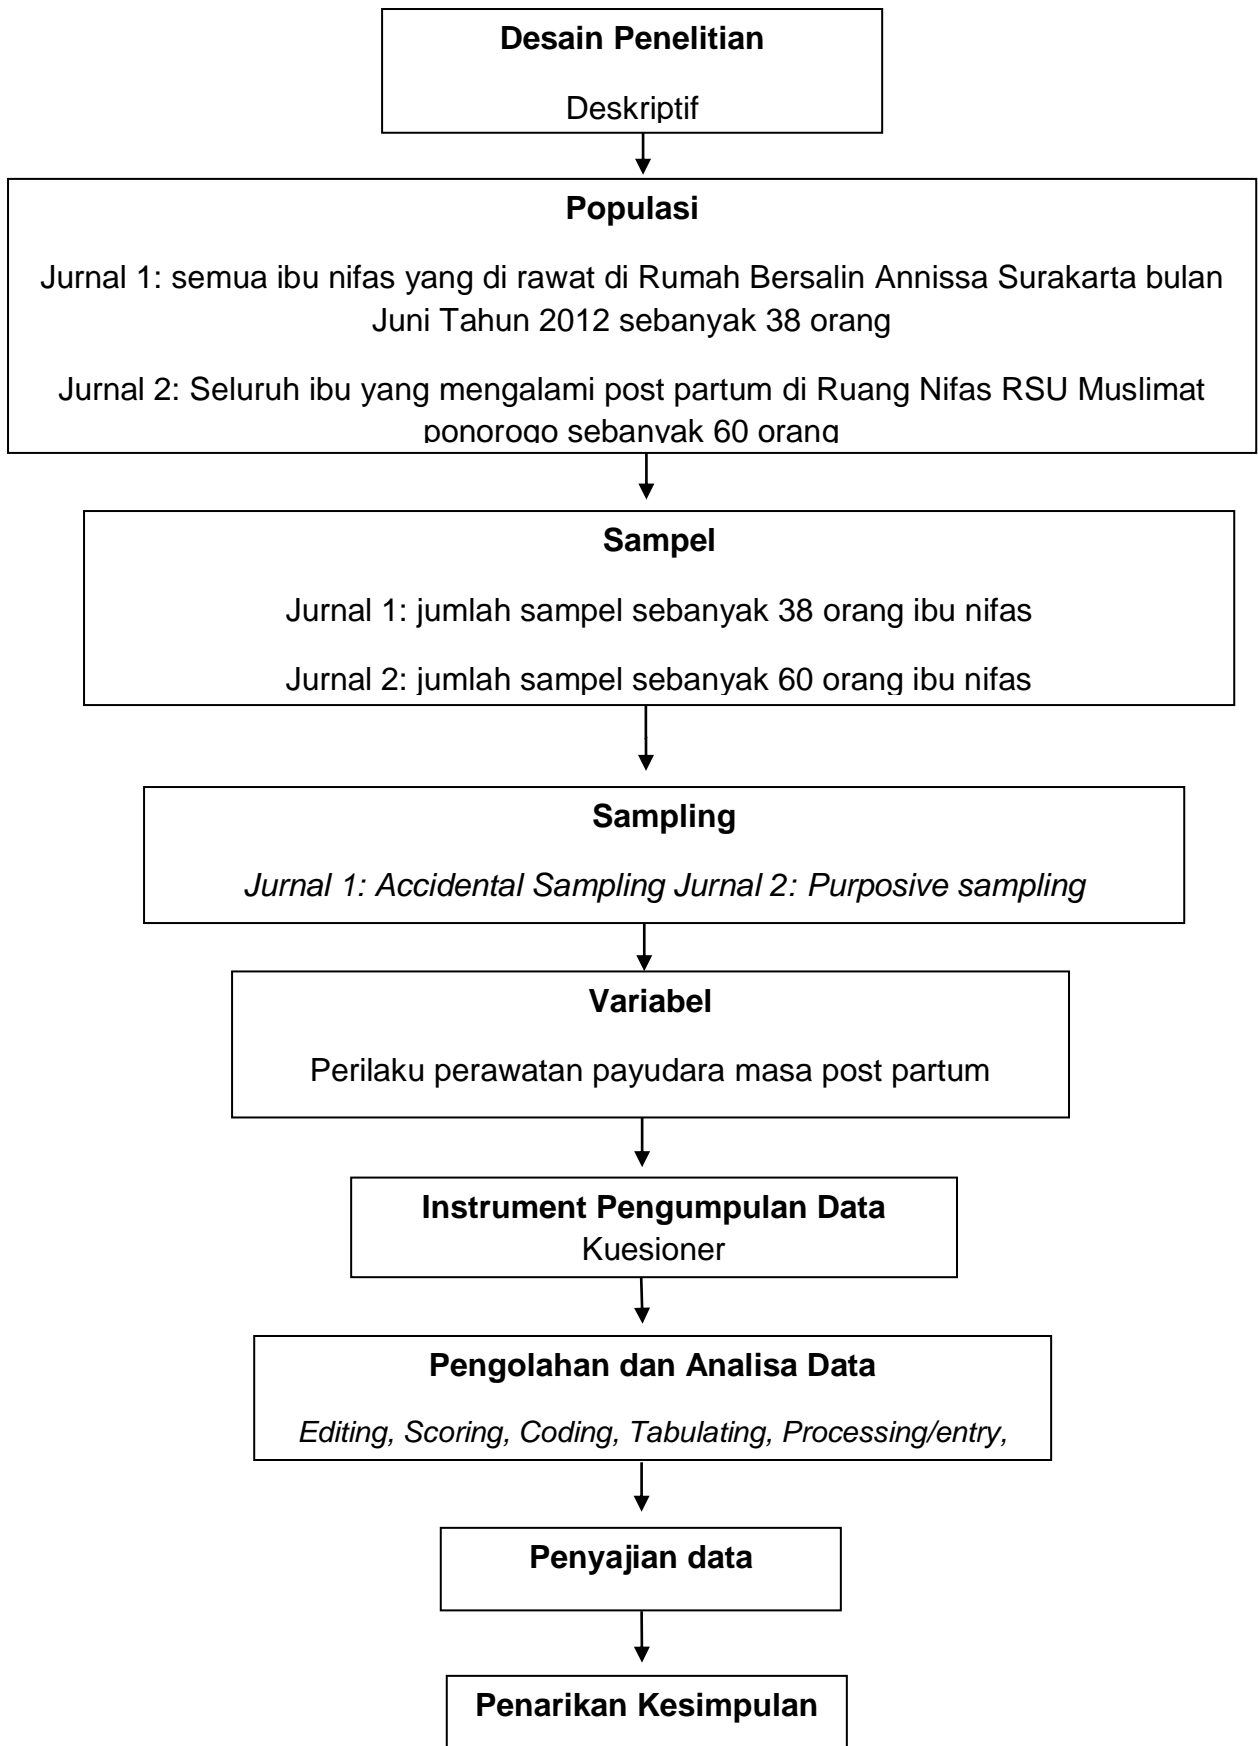 Desain Penelitian
Deskriptif
Populasi
Jurnal 1: semua ibu nifas yang di rawat di Rumah Bersalin Annissa Surakarta bulan
Juni Tahun 2012 sebanyak 38 orang
Jurnal 2: Seluruh ibu yang mengalami post partum di Ruang Nifas RSU Muslimat
ponorogo sebanyak 60 orang
Sampel
Jurnal 1: jumlah sampel sebanyak 38 orang ibu nifas
Jurnal 2: jumlah sampel sebanyak 60 orang ibu nifas
Sampling
Jurnal 1: Accidental Sampling Jurnal 2: Purposive sampling
Variabel
Perilaku perawatan payudara masa post partum
Instrument Pengumpulan Data
Kuesioner
Pengolahan dan Analisa Data
Editing, Scoring, Coding, Tabulating, Processing/entry,
Penyajian data
Penarikan Kesimpulan